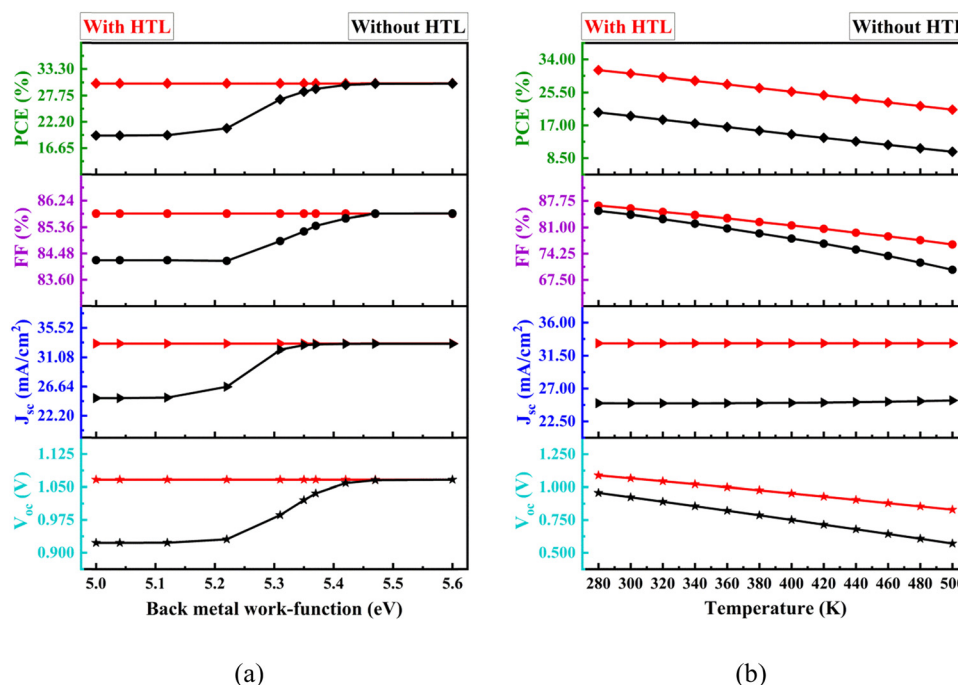 With HTL Without HTL
PCE (%)
33.30
27.75
22.20
16.65
FF (%)
86.24
85.36
84.48
83.60
Jsc (mA/cm2)
35.52
31.08
26.64
22.20
Voc (V)
1.125
1.050
0.975
0.900
5.0 5.1 5.2 5.3 5.4 5.5 5.6
Back metal work-function (eV)
(a)
With HTL Without HTL
PCE (%)
34.00
25.50
17.00
8.50
FF (%)
87.75
81.00
74.25
67.50
Jsc (mA/cm2)
36.00
31.50
27.00
22.50
Voc (V)
1.250
1.000
0.750
0.500
280 300 320 340 360 380 400 420 440 460 480 500
Temperature (K)
(b)